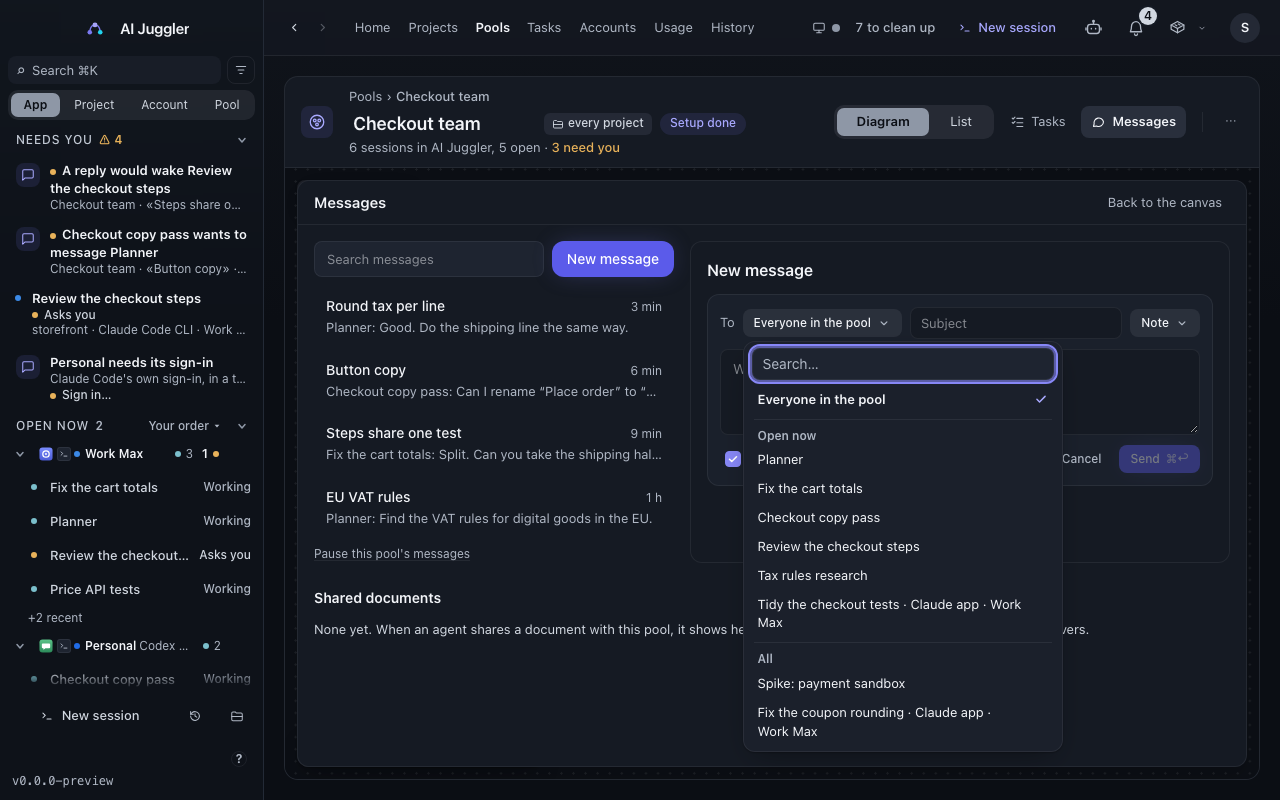 AI Juggler
Search ⌘K
App Project Account Pool
NEEDS YOU 4
A reply would wake Review
the checkout steps
Checkout team · «Steps share o…
Checkout copy pass wants to
message Planner
Checkout team · «Button copy» ·…
Review the checkout steps
Asks you
storefront · Claude Code CLI · Work …
Personal needs its sign-in
Claude Code's own sign-in, in a t…
Sign in…
OPEN NOW 2 Your order
Work Max 3 1
Fix the cart totals Working
Planner Working
Review the checkout… Asks you
Price API tests Working
+2 recent
Personal Codex … 2
Checkout copy pass Working
New session
?
v0.0.0-preview
Home Projects Pools Tasks Accounts Usage History
7 to clean up
New session
4
S
Pools › Checkout team
Checkout team
every project
Setup done
6 sessions in AI Juggler, 5 open · 3 need you
Diagram List Tasks Messages …
Messages
Back to the canvas
Search messages
New message
Round tax per line 3 min
Planner: Good. Do the shipping line the same way.
Button copy 6 min
Checkout copy pass: Can I rename “Place order” to “…
Steps share one test 9 min
Fix the cart totals: Split. Can you take the shipping hal…
EU VAT rules 1 h
Planner: Find the VAT rules for digital goods in the EU.
Pause this pool's messages
Shared documents
None yet. When an agent shares a document with this pool, it shows
New message
To Everyone in the pool Subject Note
Cancel Send ⌘↵
Search…
Everyone in the pool
Open now
Planner
Fix the cart totals
Checkout copy pass
Review the checkout steps
Tax rules research
Tidy the checkout tests · Claude app · Work
Max
All
Spike: payment sandbox
Fix the coupon rounding · Claude app ·
Work Max